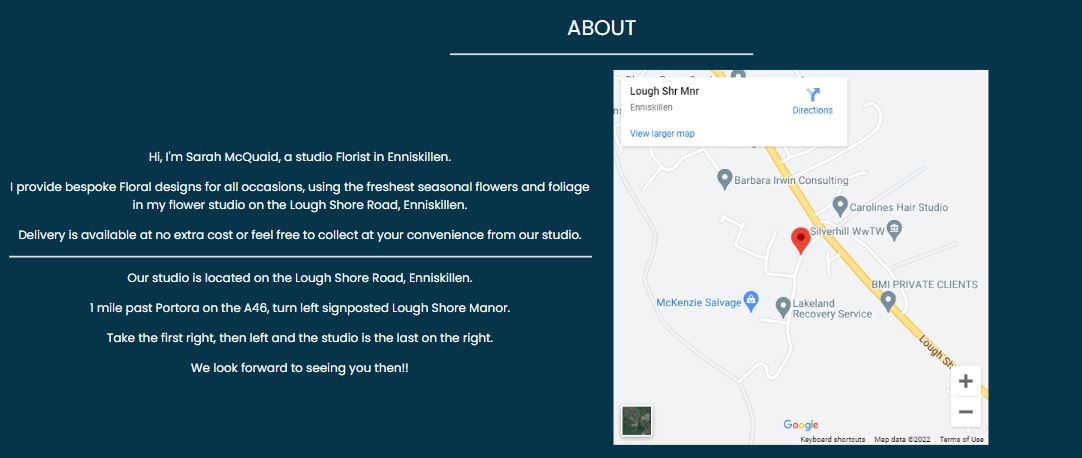 ABOUT
Hi, I'm Sarah McQuaid, a studio Florist in Enniskillen.
I provide bespoke Floral designs for all occasions, using the freshest seasonal flowers and foliage
in my flower studio on the Lough Shore Road, Enniskillen.
Delivery is available at no extra cost or feel free to collect at your convenience from our studio.
Our studio is located on the Lough Shore Road, Enniskillen.
1 mile past Portora on the A46, turn left signposted Lough Shore Manor.
Take the first right, then left and the studio is the last on the right.
We look forward to seeing you then!!
Lough Shr Mnr
Enniskillen
Directions
View larger map
Barbara Irwin Consulting
Carolines Hair Studio
Silverhill WwTW
BMI PRIVATE CLIENTS
McKenzie Salvage
Lakeland
Recovery Service
Lough Sh
Google
Keyboard shortcuts
Map data ©2022
Terms of Use